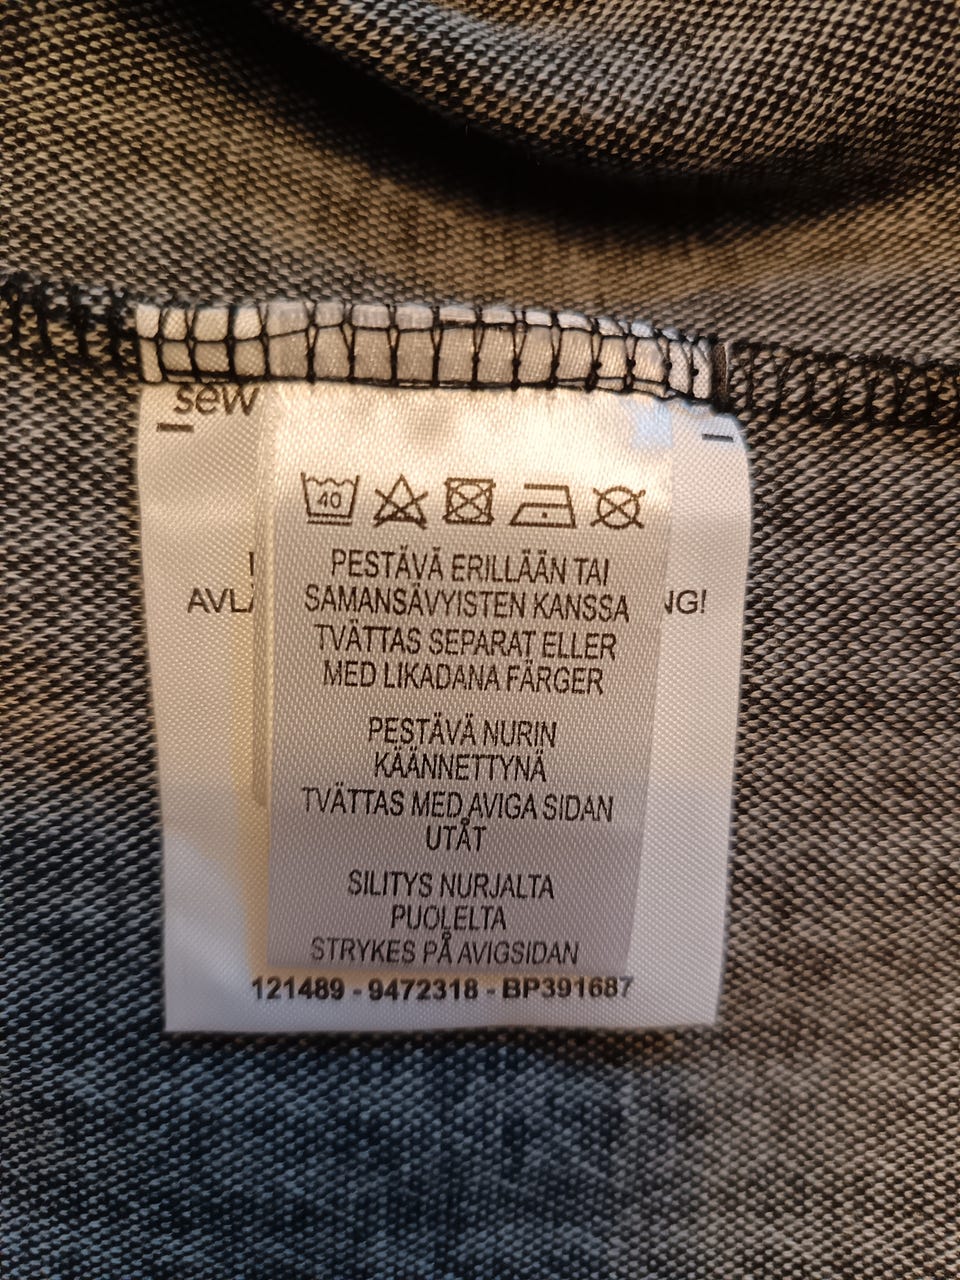 sew
40
PESTÄVÄ ERILLÄÄN TAI
SAMANSÄVYISTEN KANSSA
TVÄTTAS SEPARAT ELLER
MED LIKADANA FÄRGER
PESTÄVÄ NURIN
KÄÄNNETTYNÄ
TVÄTTAS MED AVIGA SIDAN
UTÅT
SILITYS NURJALTA
PUOLELTA
STRYKES PÅ AVIGSIDAN
121489 - 9472318 - BP391687